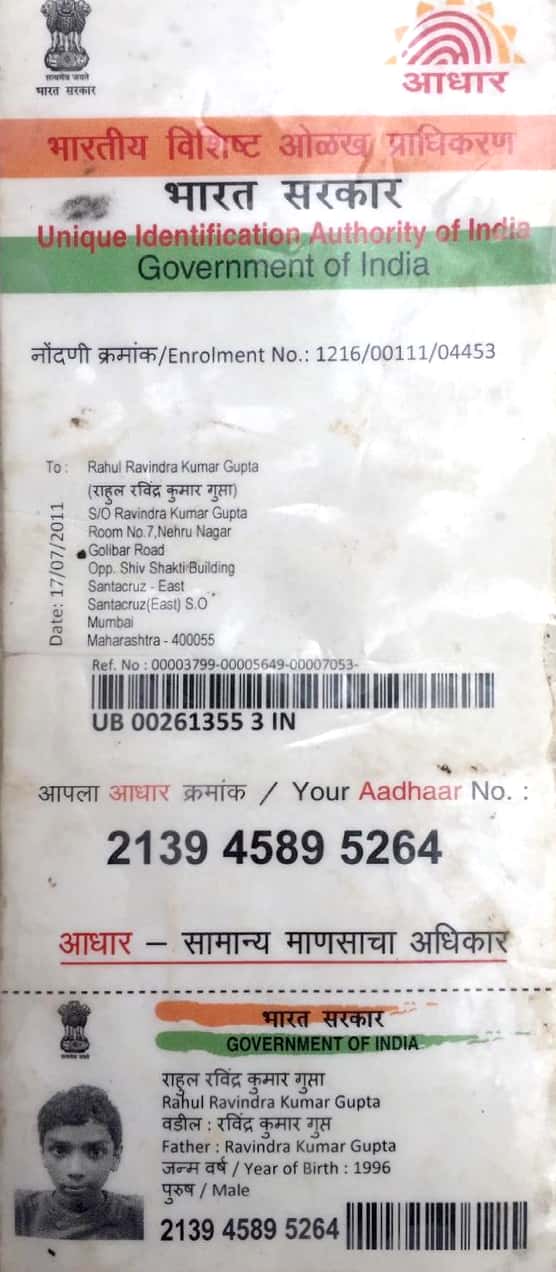 सत्यमेव जयते
भारत सरकार
आधार
भारतीय विशिष्ट ओळख प्राधिकरण
भारत सरकार
Unique Identification Authority of India
Government of India
नोंदणी क्रमांक/Enrolment No.: 1216/00111/04453
To : Rahul Ravindra Kumar Gupta
(राहुल रविंद्र कुमार गुप्ता)
S/O Ravindra Kumar Gupta
Room No.7,Nehru Nagar
Golibar Road
Opp. Shiv Shakti Building
Santacruz - East
Santacruz(East) S.O
Mumbai
Maharashtra - 400055
Date: 17/07/2011
Ref. No : 00003799-00005649-00007053-
UB 00261355 3 IN
आपला आधार क्रमांक / Your Aadhaar No. :
2139 4589 5264
आधार – सामान्य माणसाचा अधिकार
भारत सरकार
GOVERNMENT OF INDIA
राहुल रविंद्र कुमार गुप्ता
Rahul Ravindra Kumar Gupta
वडील : रविंद्र कुमार गुप्त
Father : Ravindra Kumar Gupta
जन्म वर्ष / Year of Birth : 1996
पुरुष / Male
2139 4589 5264